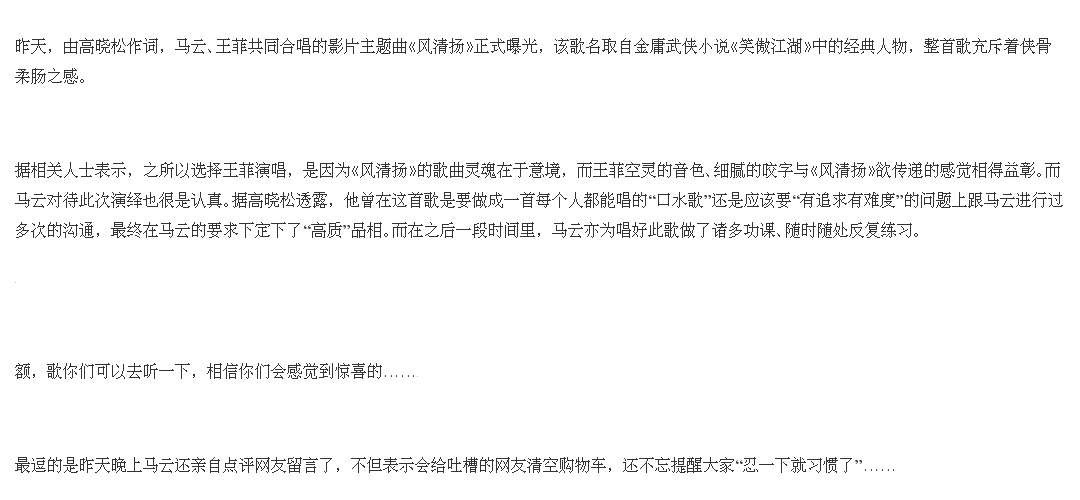 昨天，由高晓松作词，马云、王菲共同合唱的影片主题曲《风清扬》正式曝光，该歌名取自金庸武侠小说《笑傲江湖》中的经典人物，整首歌充斥着侠骨
柔肠之感。
据相关人士表示，之所以选择王菲演唱，是因为《风清扬》的歌曲灵魂在于意境，而王菲空灵的音色、细腻的咬字与《风清扬》欲传递的感觉相得益彰。而
马云对待此次演绎也很是认真。据高晓松透露，他曾在这首歌是要做成一首每个人都能唱的“口水歌”还是应该要“有追求有难度”的问题上跟马云进行过
多次的沟通，最终在马云的要求下定下了“高质”品相。而在之后一段时间里，马云亦为唱好此歌做了诸多功课、随时随处反复练习。
额，歌你们可以去听一下，相信你们会感觉到惊喜的……
最逗的是昨天晚上马云还亲自点评网友留言了，不但表示会给吐槽的网友清空购物车，还不忘提醒大家“忍一下就习惯了”……